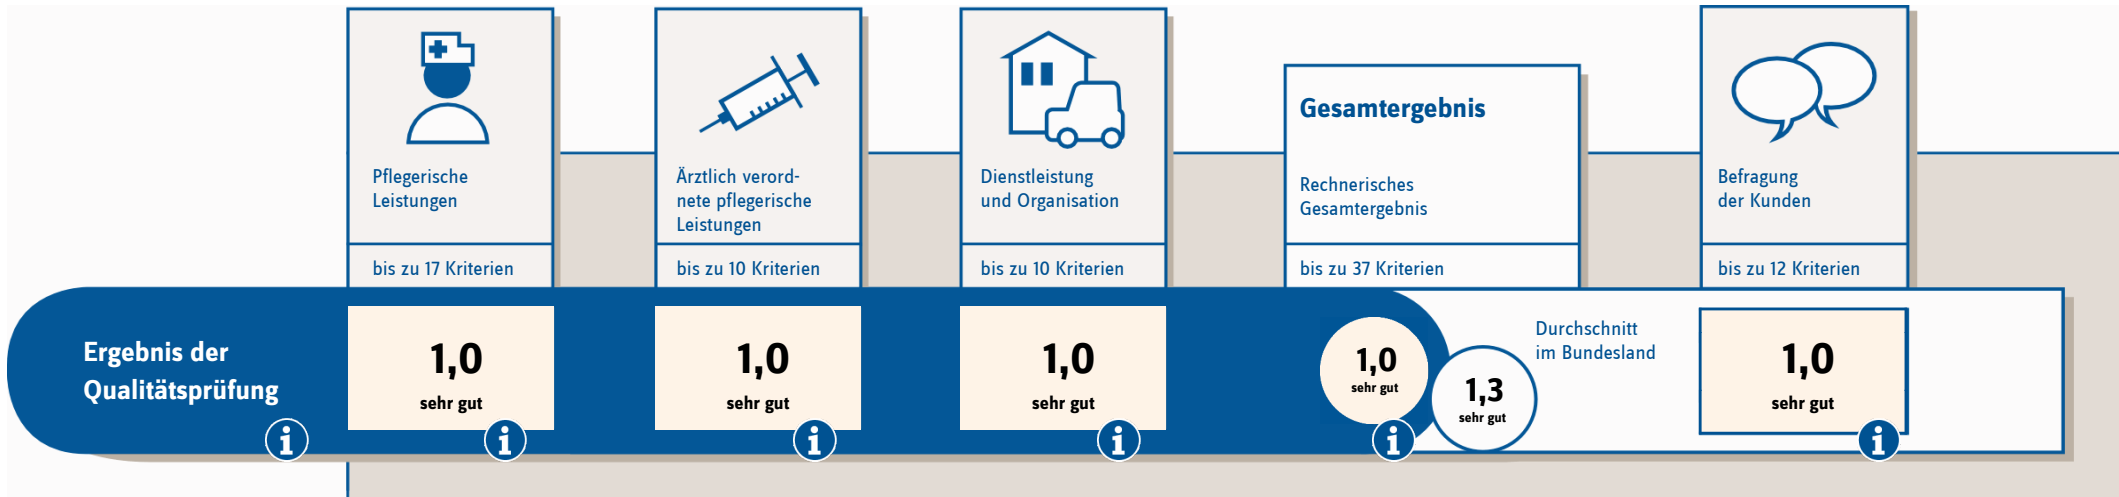 Pflegerische
Leistungen
bis zu 17 Kriterien
Ärztlich verord-
nete pflegerische
Leistungen
bis zu 10 Kriterien
Dienstleistung
und Organisation
bis zu 10 Kriterien
Gesamtergebnis
Rechnerisches
Gesamtergebnis
bis zu 37 Kriterien
Befragung
der Kunden
bis zu 12 Kriterien
Ergebnis der
Qualitätsprüfung
i
1,0
sehr gut
i
1,0
sehr gut
i
1,0
sehr gut
i
1,0
sehr gut
i
1,3
sehr gut
Durchschnitt
im Bundesland
1,0
sehr gut
i